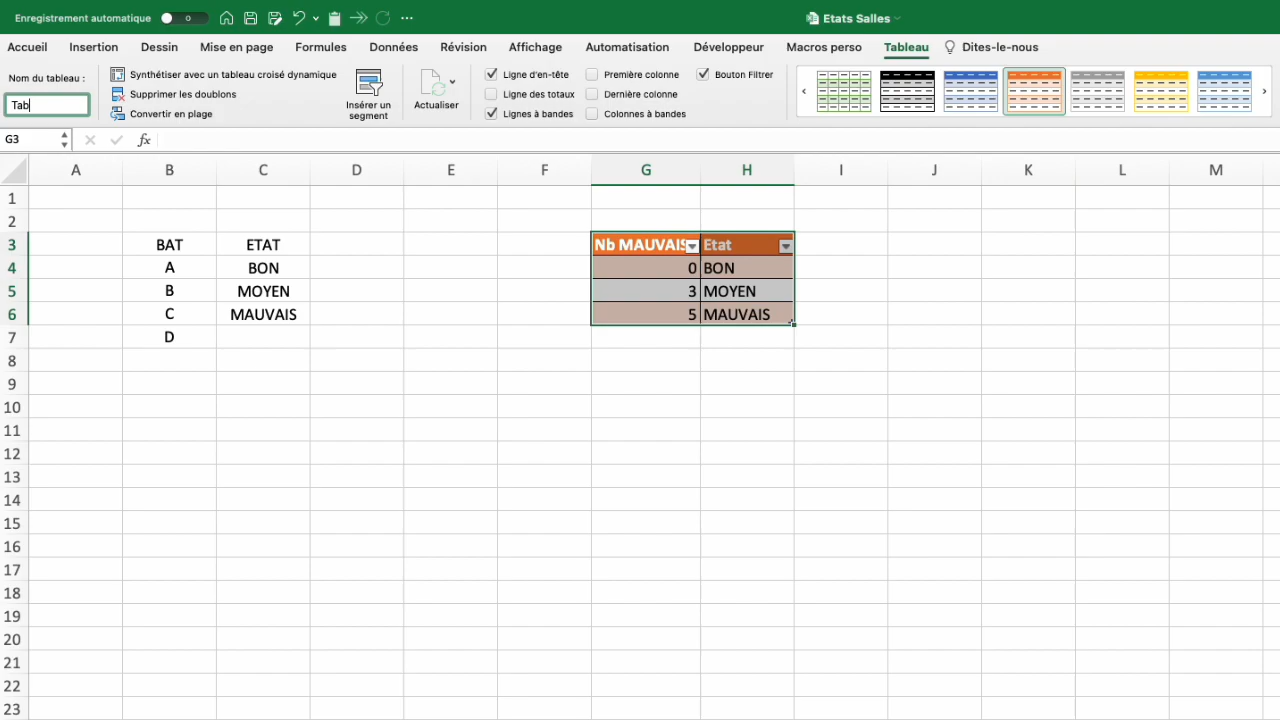 Enregistrement automatique 0 Etats Salles
Accueil Insertion Dessin Mise en page Formules Données Révision Affichage Automatisation Développeur Macros perso Tableau Dites-le-nous
Nom du tableau :
Tab
Synthétiser avec un tableau croisé dynamique
Supprimer les doublons
Convertir en plage
Insérer un
segment
Actualiser
Ligne d'en-tête Première colonne Bouton Filtrer
Ligne des totaux Dernière colonne
Lignes à bandes Colonnes à bandes
G3 fx
A B C D E F G H I J K L M
1
2
3 BAT ETAT Nb MAUVAIS Etat
4 A BON 0 BON
5 B MOYEN 3 MOYEN
6 C MAUVAIS 5 MAUVAIS
7 D
8
9
10
11
12
13
14
15
16
17
18
19
20
21
22
23